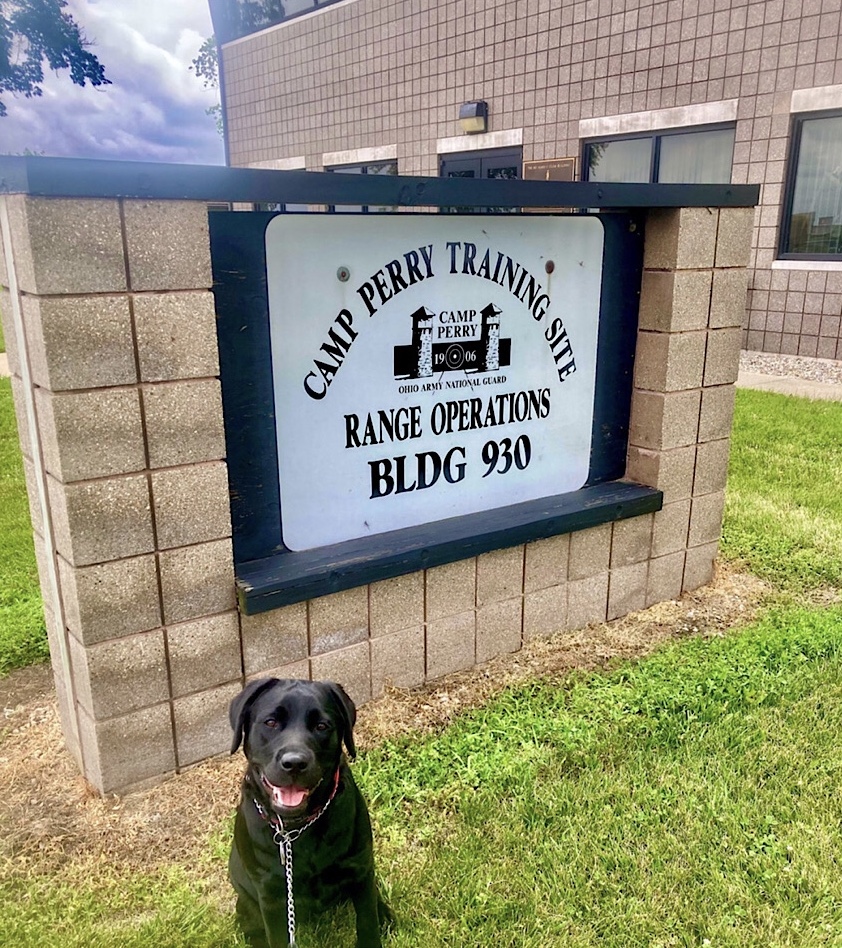 CAMP PERRY TRAINING SITE
CAMP
PERRY
19 06
OHIO ARMY NATIONAL GUARD
RANGE OPERATIONS
BLDG 930